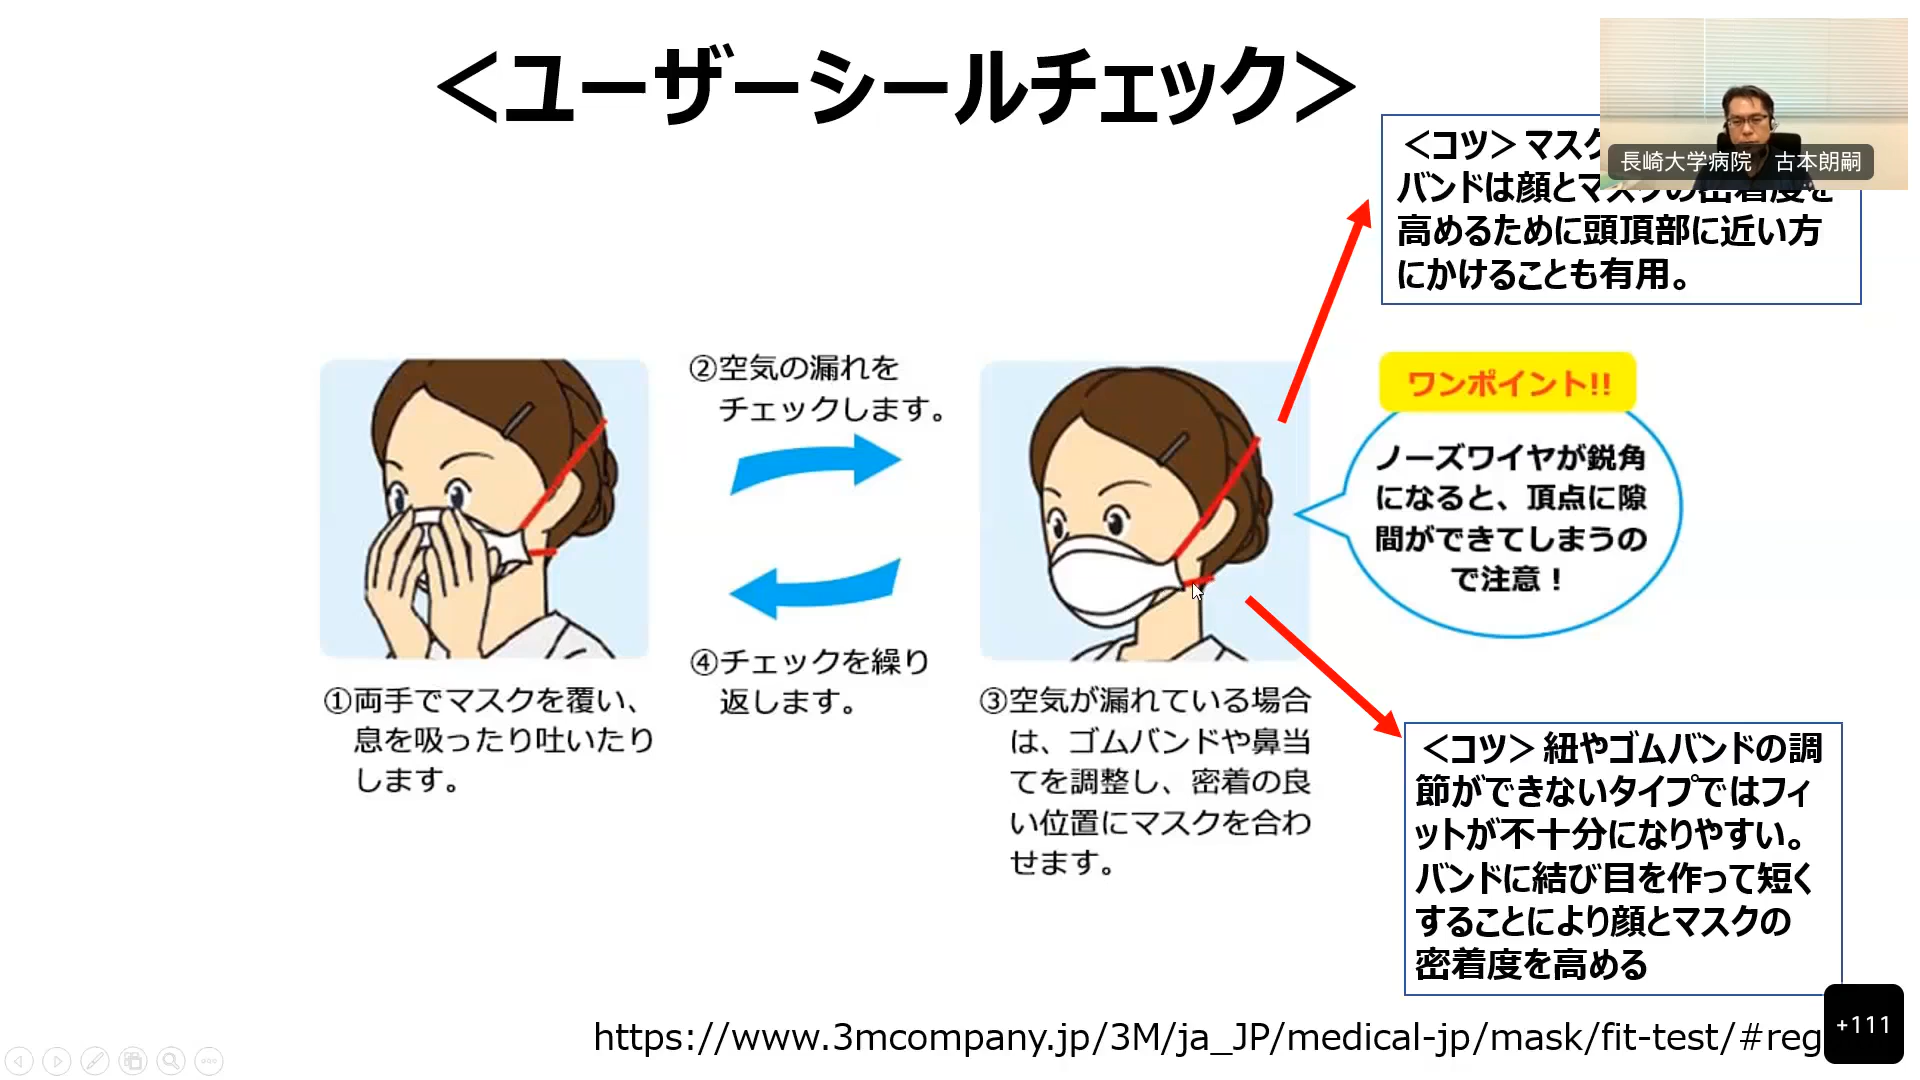 ＜ユーザーシールチェック＞
長崎大学病院　古本朗嗣
＜コツ＞マスク
バンドは顔とマスクの密着度を
高めるために頭頂部に近い方
にかけることも有用。
②空気の漏れを
チェックします。
ワンポイント!!
ノーズワイヤが鋭角
になると、頂点に隙
間ができてしまうの
で注意！
④チェックを繰り
返します。
①両手でマスクを覆い、
息を吸ったり吐いたり
します。
③空気が漏れている場合
は、ゴムバンドや鼻当
てを調整し、密着の良
い位置にマスクを合わ
せます。
＜コツ＞紐やゴムバンドの調
節ができないタイプではフィ
ットが不十分になりやすい。
バンドに結び目を作って短く
することにより顔とマスクの
密着度を高める
https://www.3mcompany.jp/3M/ja_JP/medical-jp/mask/fit-test/#reg
+111